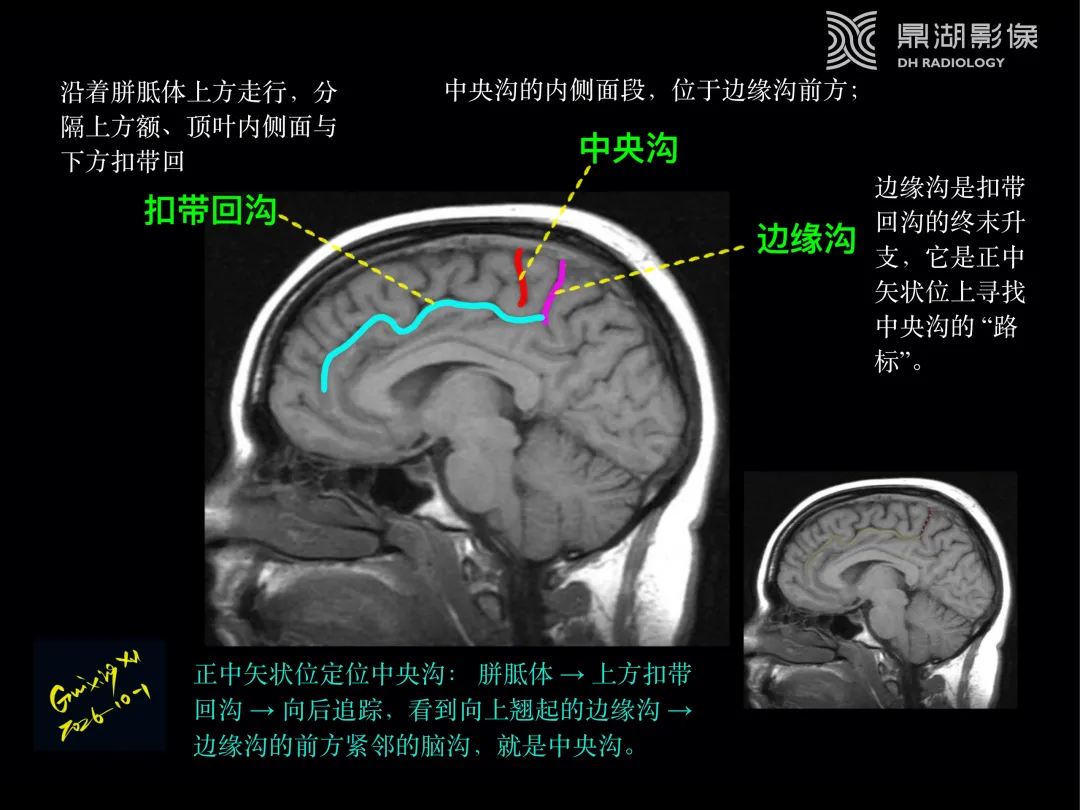 鼎湖影像
DH RADIOLOGY
沿着胼胝体上方走行，分
隔上方额、顶叶内侧面与
下方扣带回
中央沟的内侧面段，位于边缘沟前方；
中央沟
扣带回沟
边缘沟
边缘沟是扣带
回沟的终末升
支，它是正中
矢状位上寻找
中央沟的 “路
标”。
Guixing Xu
2026-10-1
正中矢状位定位中央沟： 胼胝体 → 上方扣带
回沟 → 向后追踪，看到向上翘起的边缘沟 →
边缘沟的前方紧邻的脑沟，就是中央沟。